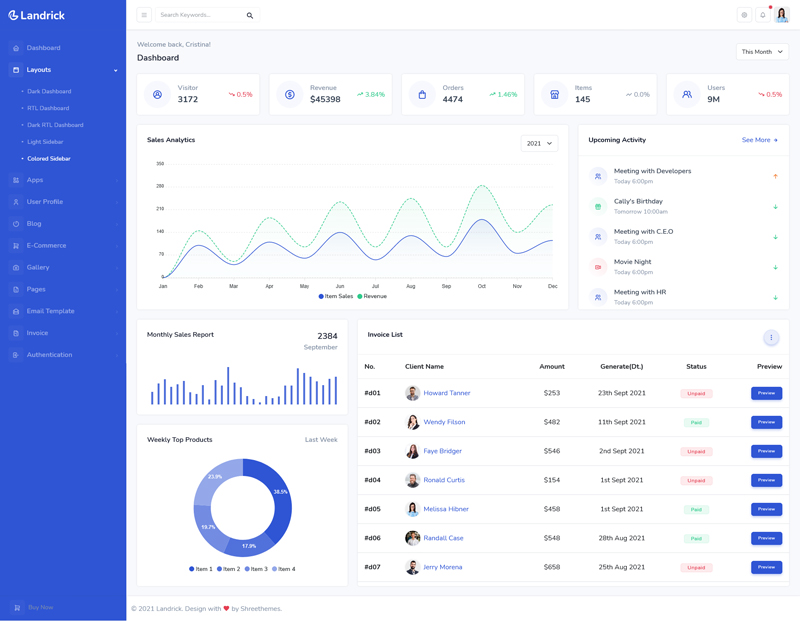 Landrick
Search Keywords...
Dashboard
Layouts
Dark Dashboard
RTL Dashboard
Dark RTL Dashboard
Light Sidebar
Colored Sidebar
Apps
User Profile
Blog
E-Commerce
Gallery
Pages
Email Template
Invoice
Authentication
Buy Now
Welcome back, Cristina!
Dashboard
This Month
Visitor
3172
0.5%
Revenue
$45398
3.84%
Orders
4474
1.46%
Items
145
0.0%
Users
9M
0.5%
Sales Analytics
2021
350
280
210
140
70
0
Jan Feb Mar Apr May Jun Jul Aug Sep Oct Nov Dec
Item Sales Revenue
Upcoming Activity
See More
Meeting with Developers
Today 6:00pm
Cally's Birthday
Tomorrow 10:00am
Meeting with C.E.O
Today 6:00pm
Movie Night
Today 6:00pm
Meeting with HR
Today 6:00pm
Monthly Sales Report
2384
September
Weekly Top Products
Last Week
23.9%
38.5%
19.7%
17.9%
Item 1 Item 2 Item 3 Item 4
Invoice List
No. Client Name Amount Generate(Dt.) Status Preview
#d01 Howard Tanner $253 23th Sept 2021 Unpaid Preview
#d02 Wendy Filson $482 11th Sept 2021 Paid Preview
#d03 Faye Bridger $546 2nd Sept 2021 Unpaid Preview
#d04 Ronald Curtis $154 1st Sept 2021 Unpaid Preview
#d05 Melissa Hibner $458 1st Sept 2021 Paid Preview
#d06 Randall Case $548 28th Aug 2021 Paid Preview
#d07 Jerry Morena $658 25th Aug 2021 Unpaid Preview
© 2021 Landrick. Design with ❤ by Shreethemes.